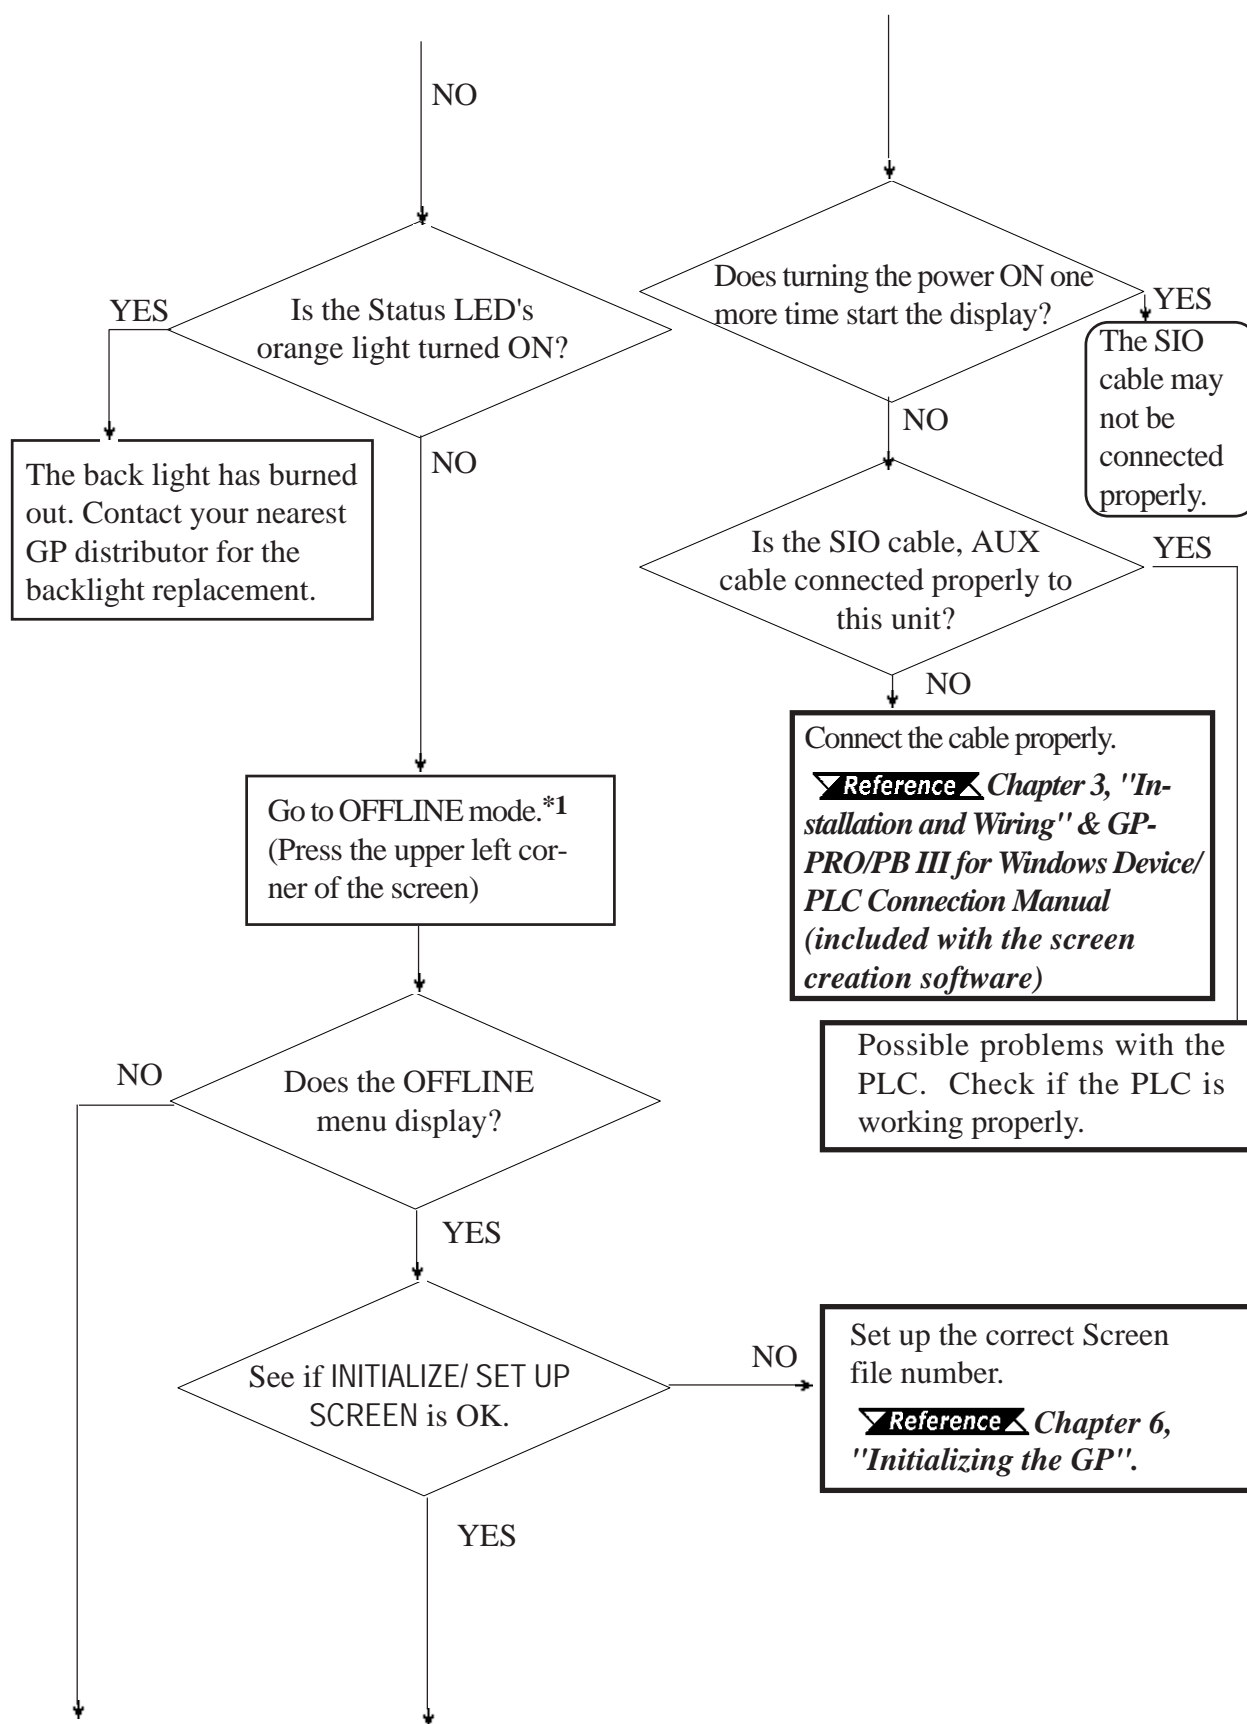 NO
Is the Status LED's
orange light turned ON?
YES
The back light has burned
out. Contact your nearest
GP distributor for the
backlight replacement.
NO
Go to OFFLINE mode.*1
(Press the upper left cor-
ner of the screen)
Does the OFFLINE
menu display?
NO
YES
See if INITIALIZE/ SET UP
SCREEN is OK.
NO
Set up the correct Screen
file number.
Reference Chapter 6,
"Initializing the GP".
YES
Does turning the power ON one
more time start the display?
YES
The SIO
cable may
not be
connected
properly.
NO
Is the SIO cable, AUX
cable connected properly to
this unit?
YES
NO
Connect the cable properly.
Reference Chapter 3, "In-
stallation and Wiring" & GP-
PRO/PB III for Windows Device/
PLC Connection Manual
(included with the screen
creation software)
Possible problems with the
PLC. Check if the PLC is
working properly.